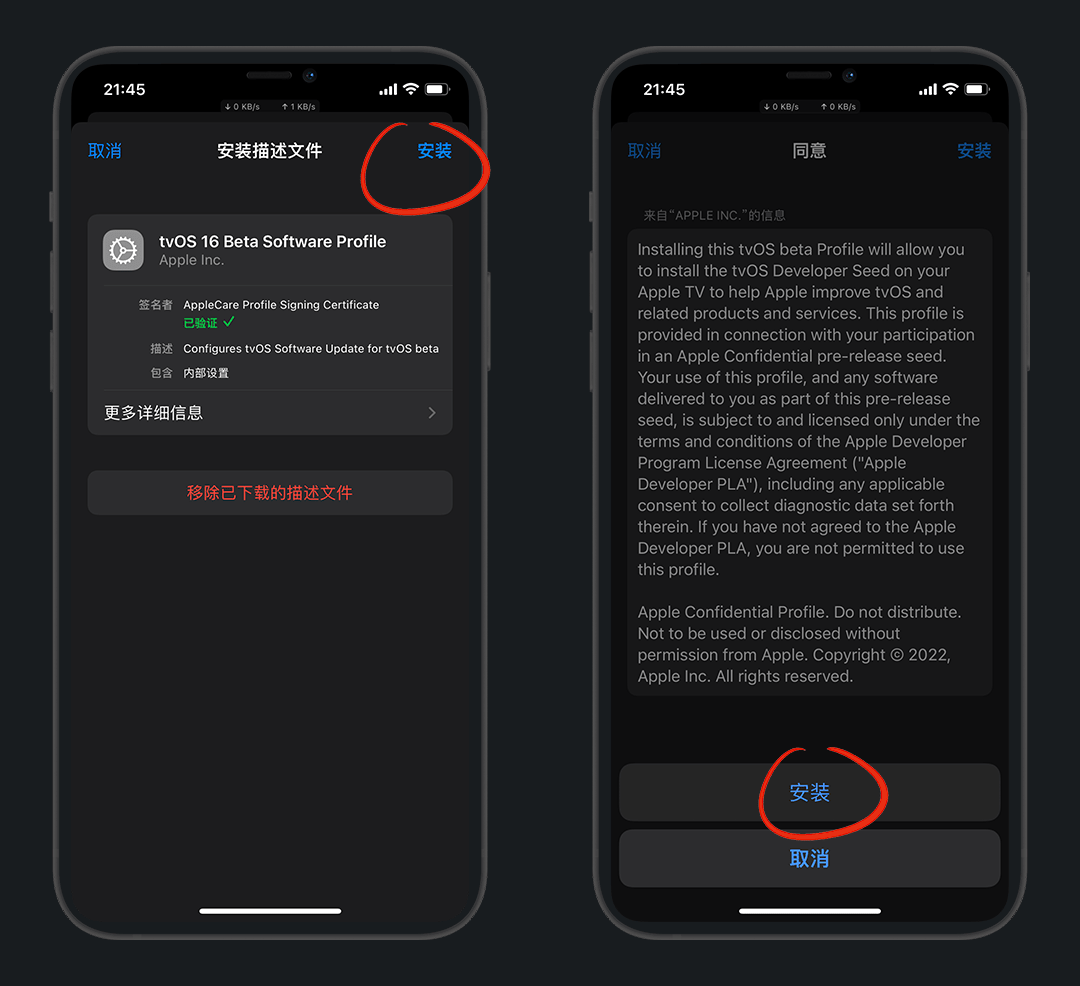 21:45
↓ 0 KB/s ↑ 1 KB/s
取消 安装描述文件 安装
tvOS 16 Beta Software Profile
Apple Inc.
签名者 AppleCare Profile Signing Certificate
已验证 ✓
描述 Configures tvOS Software Update for tvOS beta
包含 内部设置
更多详细信息
移除已下载的描述文件
21:45
↓ 0 KB/s ↑ 0 KB/s
取消 同意 安装
来自“APPLE INC.”的信息
Installing this tvOS beta Profile will allow you
to install the tvOS Developer Seed on your
Apple TV to help Apple improve tvOS and
related products and services. This profile is
provided in connection with your participation
in an Apple Confidential pre-release seed.
Your use of this profile, and any software
delivered to you as part of this pre-release
seed, is subject to and licensed only under the
terms and conditions of the Apple Developer
Program License Agreement ("Apple
Developer PLA"), including any applicable
consent to collect diagnostic data set forth
therein. If you have not agreed to the Apple
Developer PLA, you are not permitted to use
this profile.
Apple Confidential Profile. Do not distribute.
Not to be used or disclosed without
permission from Apple. Copyright © 2022,
Apple Inc. All rights reserved.
安装
取消